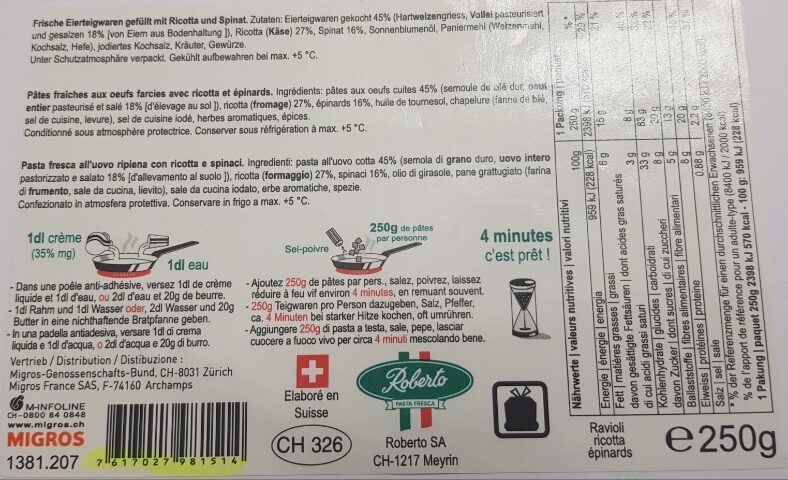 Frische Eierteigwaren gefüllt mit Ricotta und Spinat. Zutaten: Eierteigwaren gekocht 45% (Hartweizengriess, Vollei pasteurisiert
und gesalzen 18% [von Eiern aus Bodenhaltung ]), Ricotta (Käse) 27%, Spinat 16%, Sonnenblumenöl, Paniermehl (Weizenmehl,
Kochsalz, Hefe), jodiertes Kochsalz, Kräuter, Gewürze.
Unter Schutzatmosphäre verpackt. Gekühlt aufbewahren bei max. +5 °C.
Pâtes fraîches aux oeufs farcies avec ricotta et épinards. Ingrédients: pâtes aux oeufs cuites 45% (semoule de blé dur, oeuf
entier pasteurisé et salé 18% [d'élevage au sol ]), ricotta (fromage) 27%, épinards 16%, huile de tournesol, chapelure (farine de blé,
sel de cuisine, levure), sel de cuisine iodé, herbes aromatiques, épices.
Conditionné sous atmosphère protectrice. Conserver sous réfrigération à max. +5 °C.
Pasta fresca all'uovo ripiena con ricotta e spinaci. Ingredienti: pasta all'uovo cotta 45% (semola di grano duro, uovo intero
pastorizzato e salato 18% [d'allevamento al suolo ]), ricotta (formaggio) 27%, spinaci 16%, olio di girasole, pane grattugiato (farina
di frumento, sale da cucina, lievito), sale da cucina iodato, erbe aromatiche, spezie.
Confezionato in atmosfera protettiva. Conservare in frigo a max. +5 °C.
1dl crème
(35% mg)
1dl eau
Sel-poivre
250g de pâtes
par personne
4 minutes
c'est prêt !
- Dans une poêle anti-adhésive, versez 1dl de crème
liquide et 1dl d'eau, ou 2dl d'eau et 20g de beurre.
- 1dl Rahm und 1dl Wasser oder, 2dl Wasser und 20g
Butter in eine nichthaftende Bratpfanne geben.
- In una padella antiadesiva, versare 1dl di crema
liquida e 1dl d'acqua, o 2dl d'acqua e 20g di burro.
- Ajoutez 250g de pâtes par pers., salez, poivrez, laissez
réduire à feu vif environ 4 minutes, en remuant souvent.
- 250g Teigwaren pro Person dazugeben, Salz, Pfeffer,
ca. 4 Minuten bei starker Hitze kochen, oft umrühren.
- Aggiungere 250g di pasta a testa, sale, pepe, lasciar
cuocere a fuoco vivo per circa 4 minuti mescolando bene.
Vertrieb / Distribution / Distibuzione :
Migros-Genossenschafts-Bund, CH-8031 Zürich
Migros France SAS, F-74160 Archamps
M-INFOLINE
CH-0800 84 0848
www.migros.ch
MIGROS
1381.207
7 617027 981514
Elaboré en
Suisse
CH 326
Roberto
PASTA FRESCA
Roberto SA
CH-1217 Meyrin
Nährwerte | valeurs nutritives | valori nutritivi 100g 250 g
Energie | énergie | energia 959 kJ (228 kcal) 2398 kJ
Fett | matières grasses | grassi 6 g 15 g
davon gesättigte Fettsäuren | dont acides gras saturés
di cui acidi grassi saturi 3 g 8 g
Kohlenhydrate | glucides | carboidrati 33 g 83 g
davon Zucker | dont sucres | di cui zuccheri 8 g 20 g
Ballaststoffe | fibres alimentaires | fibre alimentari 5 g 13 g
Eiweiss | protéines | proteine 8 g 20 g
Salz | sel | sale 0.88 g 2.2 g
* % der Referenzmenge für einen durchschnittlichen Erwachsenen (8400 kJ / 2000 kcal)
% de l'apport de référence pour un adulte-type (8400 kJ / 2000 kcal)
1 Pakung | paquet 250g 2398 kJ 570 kcal - 100 g: 959 kJ (228 kcal)
Ravioli
ricotta
épinards
e 250g